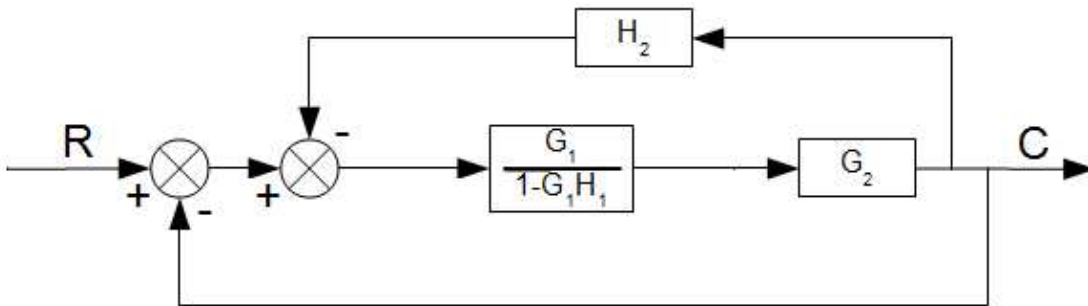 H₂
-
R
C
G₁
1-G₁H₁
G₂
+
-
+